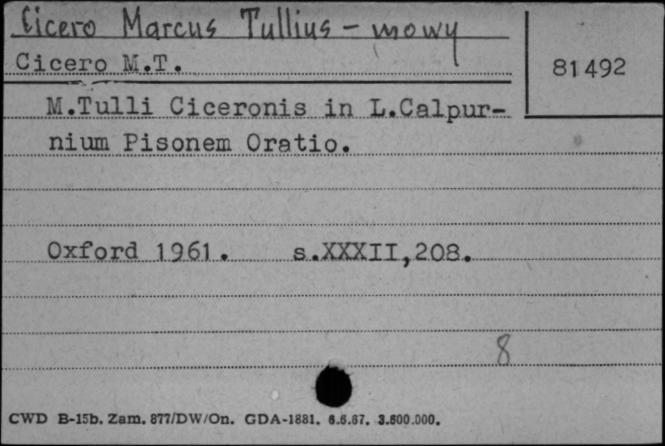 Cicero Marcus Tullius - mowy
Cicero M.T.
81492
M.Tulli Ciceronis in L.Calpur-
nium Pisonem Oratio.
Oxford 1961. s.XXXII,208.
8
CWD B-15b. Zam. 877/DW/On. GDA-1881. 6.6.67. 3.500.000.